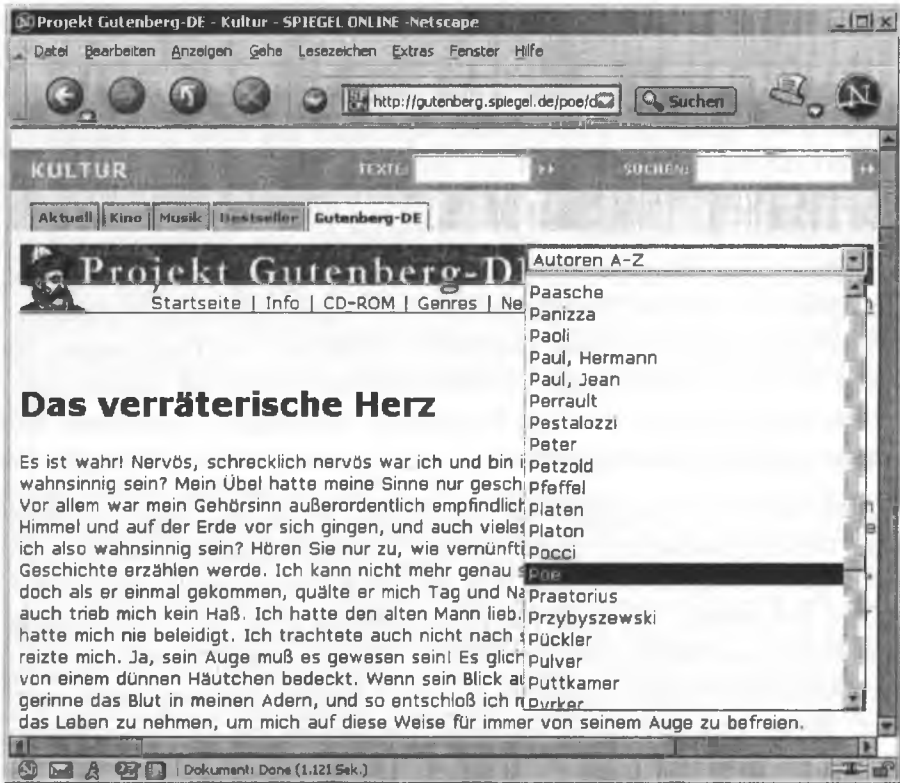 Projekt Gutenberg-DE - Kultur - SPIEGEL ONLINE -Netscape
Datei Bearbeiten Anzeigen Gehe Lesezeichen Extras Fenster Hilfe
http://gutenberg.spiegel.de/poe/d Suchen
KULTUR TEXTE: SUCHEN:
Aktuell Kino Musik Bestseller Gutenberg-DE
Projekt Gutenberg-D
Autoren A-Z
Startseite | Info | CD-ROM | Genres | Ne
Paasche
Panizza
Paoli
Paul, Hermann
Paul, Jean
Perrault
Pestalozzi
Peter
Petzold
Pfeffel
Platen
Platon
Pocci
Poe
Praetorius
Przybyszewski
Pückler
Pulver
Puttkamer
Pyrker
Das verräterische Herz
Es ist wahr! Nervös, schrecklich nervös war ich und bin i
wahnsinnig sein? Mein Übel hatte meine Sinne nur gesch
Vor allem war mein Gehörsinn außerordentlich empfindlich
Himmel und auf der Erde vor sich gingen, und auch vieles
ich also wahnsinnig sein? Hören Sie nur zu, wie vernünfti
Geschichte erzählen werde. Ich kann nicht mehr genau s
doch als er einmal gekommen, quälte er mich Tag und Na
auch trieb mich kein Haß. Ich hatte den alten Mann lieb.
hatte mich nie beleidigt. Ich trachtete auch nicht nach s
reizte mich. Ja, sein Auge muß es gewesen sein! Es glich
von einem dünnen Häutchen bedeckt. Wenn sein Blick au
gerinne das Blut in meinen Adern, und so entschloß ich m
das Leben zu nehmen, um mich auf diese Weise für immer von seinem Auge zu befreien.
Dokument: Done (1.121 Sek.)